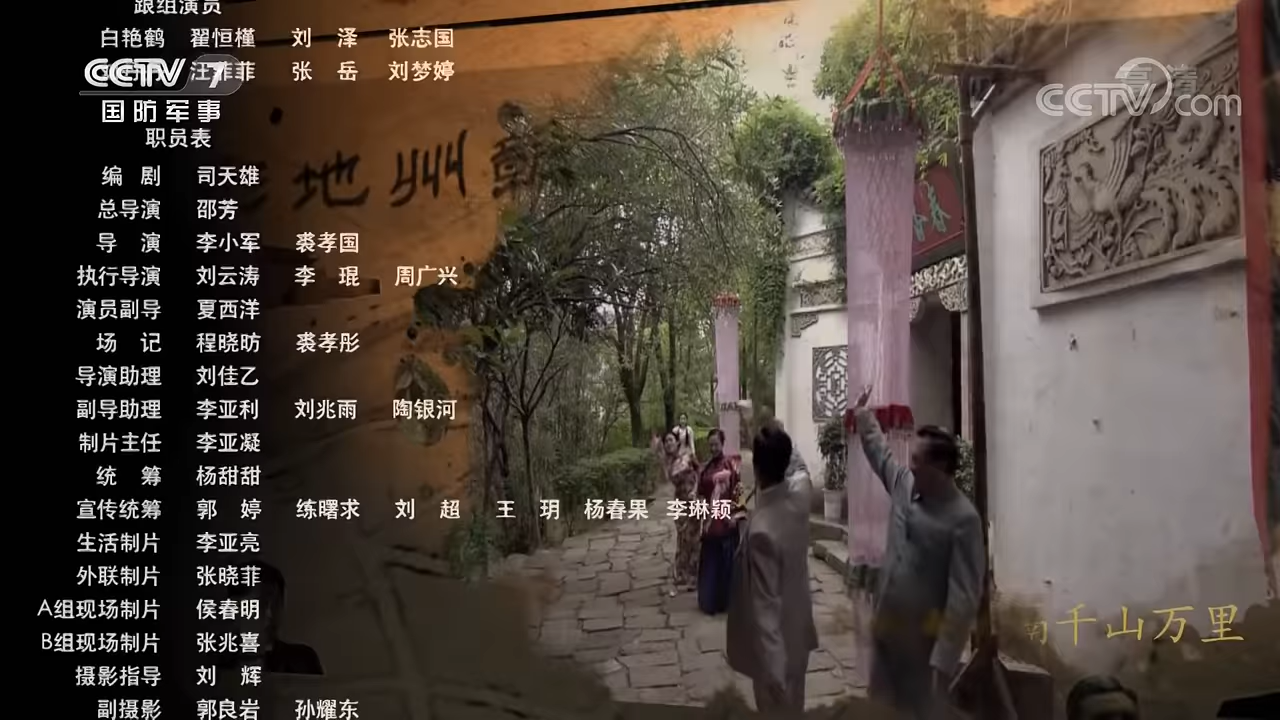 跟组演员
白艳鹤 翟恒槿 刘 泽 张志国
汪菲菲 张 岳 刘梦婷
CCTV 7
国防军事
高清
CCTV.com
职员表
编 剧 司天雄
总导演 邵芳
导 演 李小军 裘孝国
执行导演 刘云涛 李 琨 周广兴
演员副导 夏西洋
场 记 程晓昉 裘孝彤
导演助理 刘佳乙
副导助理 李亚利 刘兆雨 陶银河
制片主任 李亚凝
统 筹 杨甜甜
宣传统筹 郭 婷 练曙求 刘 超 王 玥 杨春果 李琳颖
生活制片 李亚亮
外联制片 张晓菲
A组现场制片 侯春明
B组现场制片 张兆喜
摄影指导 刘 辉
副摄影 郭良岩 孙耀东
地州
千山万里